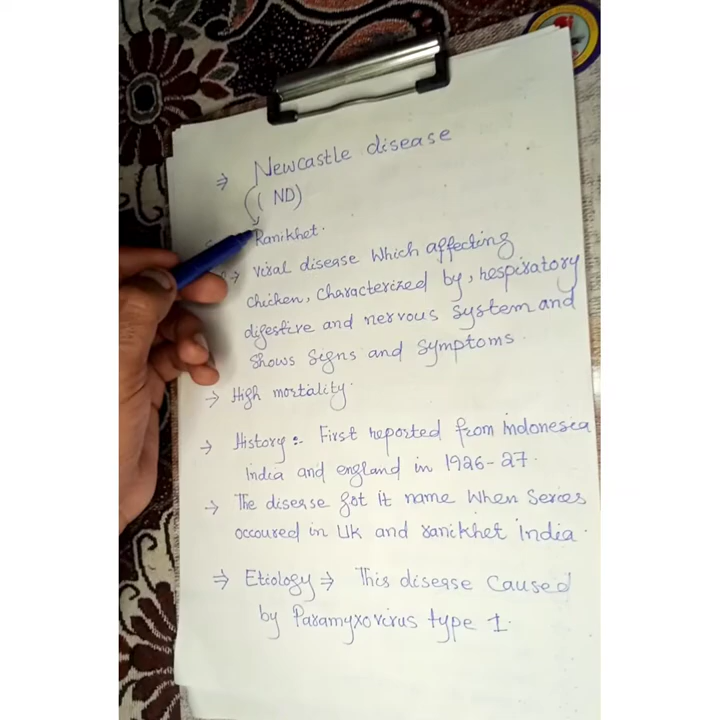 ⇒ Newcastle disease
(ND)
Ranikhet.
→ viral disease Which affecting
chicken, characterized by, respiratory
digestive and nervous system and
shows signs and symptoms.
→ High mortality.
→ History :- First reported from indonesea
india and england in 1926-27.
→ The disease got it name When series
occoured in Uk and ranikhet india.
⇒ Etiology ⇒ This disease Caused
by Paramyxovirus type 1.